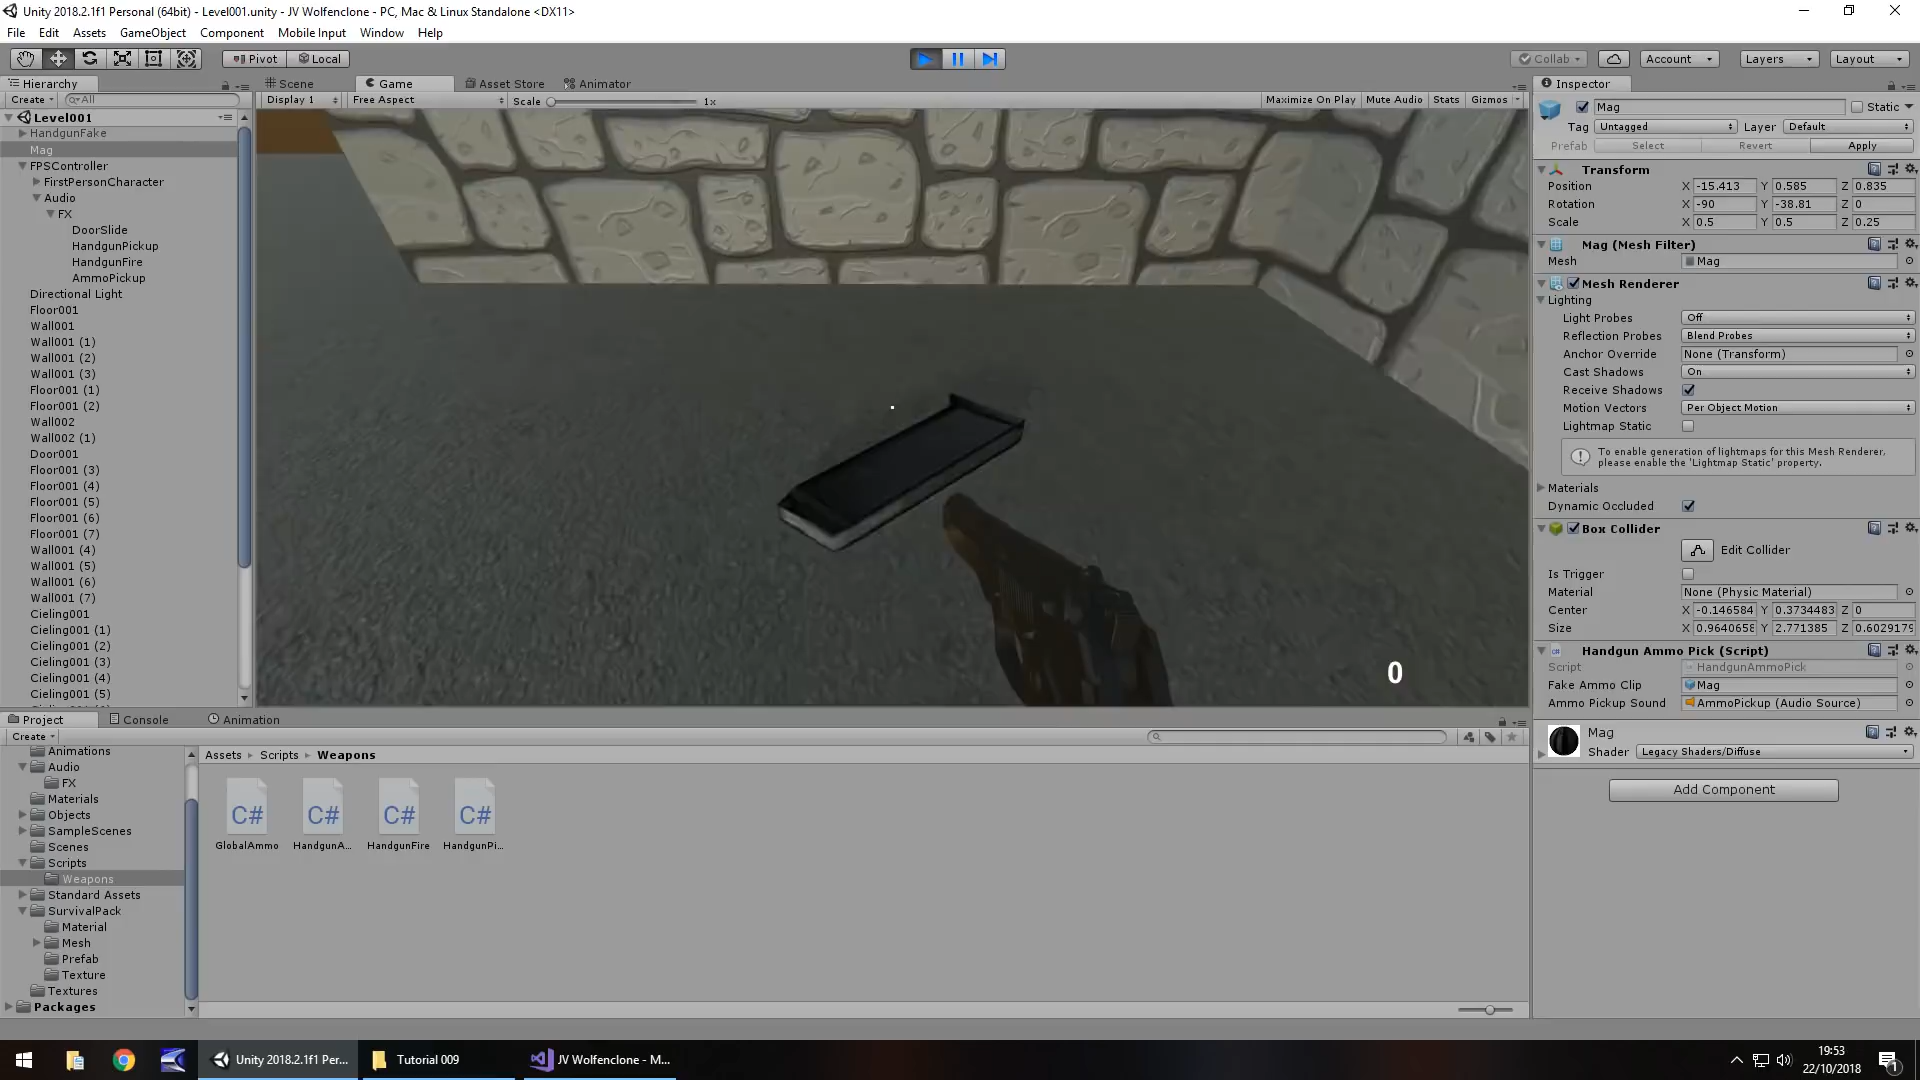 Unity 2018.2.1f1 Personal (64bit) - Level001.unity - JV Wolfenclone - PC, Mac & Linux Standalone <DX11>
File Edit Assets GameObject Component Mobile Input Window Help
Pivot Local Collab Account Layers Layout
Hierarchy Scene Game Asset Store Animator Inspector
Create All Display 1 Free Aspect Scale 1x Maximize On Play Mute Audio Stats Gizmos
Level001
HandgunFake
Mag
FPSController
FirstPersonCharacter
Audio
FX
DoorSlide
HandgunPickup
HandgunFire
AmmoPickup
Directional Light
Floor001
Wall001
Wall001 (1)
Wall001 (2)
Wall001 (3)
Floor001 (1)
Floor001 (2)
Wall002
Wall002 (1)
Door001
Floor001 (3)
Floor001 (4)
Floor001 (5)
Floor001 (6)
Floor001 (7)
Wall001 (4)
Wall001 (5)
Wall001 (6)
Wall001 (7)
Cieling001
Cieling001 (1)
Cieling001 (2)
Cieling001 (3)
Cieling001 (4)
Cieling001 (5)
0
Mag Static
Tag Untagged Layer Default
Prefab Select Revert Apply
Transform
Position X -15.413 Y 0.585 Z 0.835
Rotation X -90 Y -38.81 Z 0
Scale X 0.5 Y 0.5 Z 0.25
Mag (Mesh Filter)
Mesh Mag
Mesh Renderer
Lighting
Light Probes Off
Reflection Probes Blend Probes
Anchor Override None (Transform)
Cast Shadows On
Receive Shadows
Motion Vectors Per Object Motion
Lightmap Static
To enable generation of lightmaps for this Mesh Renderer,
please enable the 'Lightmap Static' property.
Materials
Dynamic Occluded
Box Collider
Edit Collider
Is Trigger
Material None (Physic Material)
Center X -0.146584 Y 0.3734483 Z 0
Size X 0.9640658 Y 2.771385 Z 0.6029179
Handgun Ammo Pick (Script)
Script HandgunAmmoPick
Fake Ammo Clip Mag
Ammo Pickup Sound AmmoPickup (Audio Source)
Mag
Shader Legacy Shaders/Diffuse
Add Component
Project Console Animation
Create
Animations
Audio
FX
Materials
Objects
SampleScenes
Scenes
Scripts
Weapons
Standard Assets
SurvivalPack
Material
Mesh
Prefab
Texture
Textures
Packages
Assets Scripts Weapons
C# C# C# C#
GlobalAmmo HandgunA... HandgunFire HandgunPi...
Unity 2018.2.1f1 Per... Tutorial 009 JV Wolfenclone - M...
19:53
22/10/2018
1